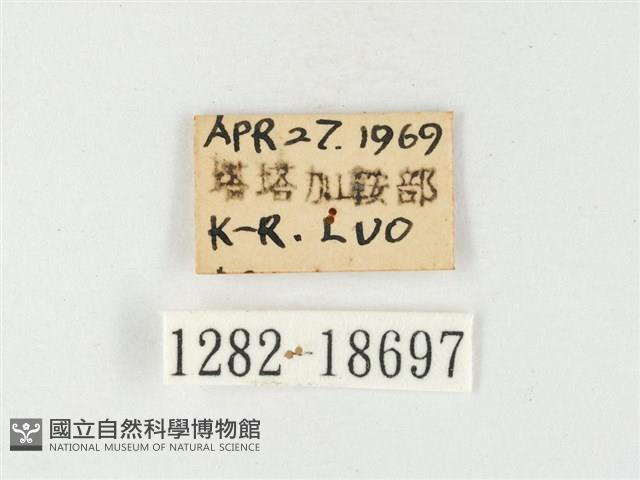 APR 27. 1969
塔塔加鞍部
K-R. LUO
1282-18697
國立自然科學博物館
NATIONAL MUSEUM OF NATURAL SCIENCE